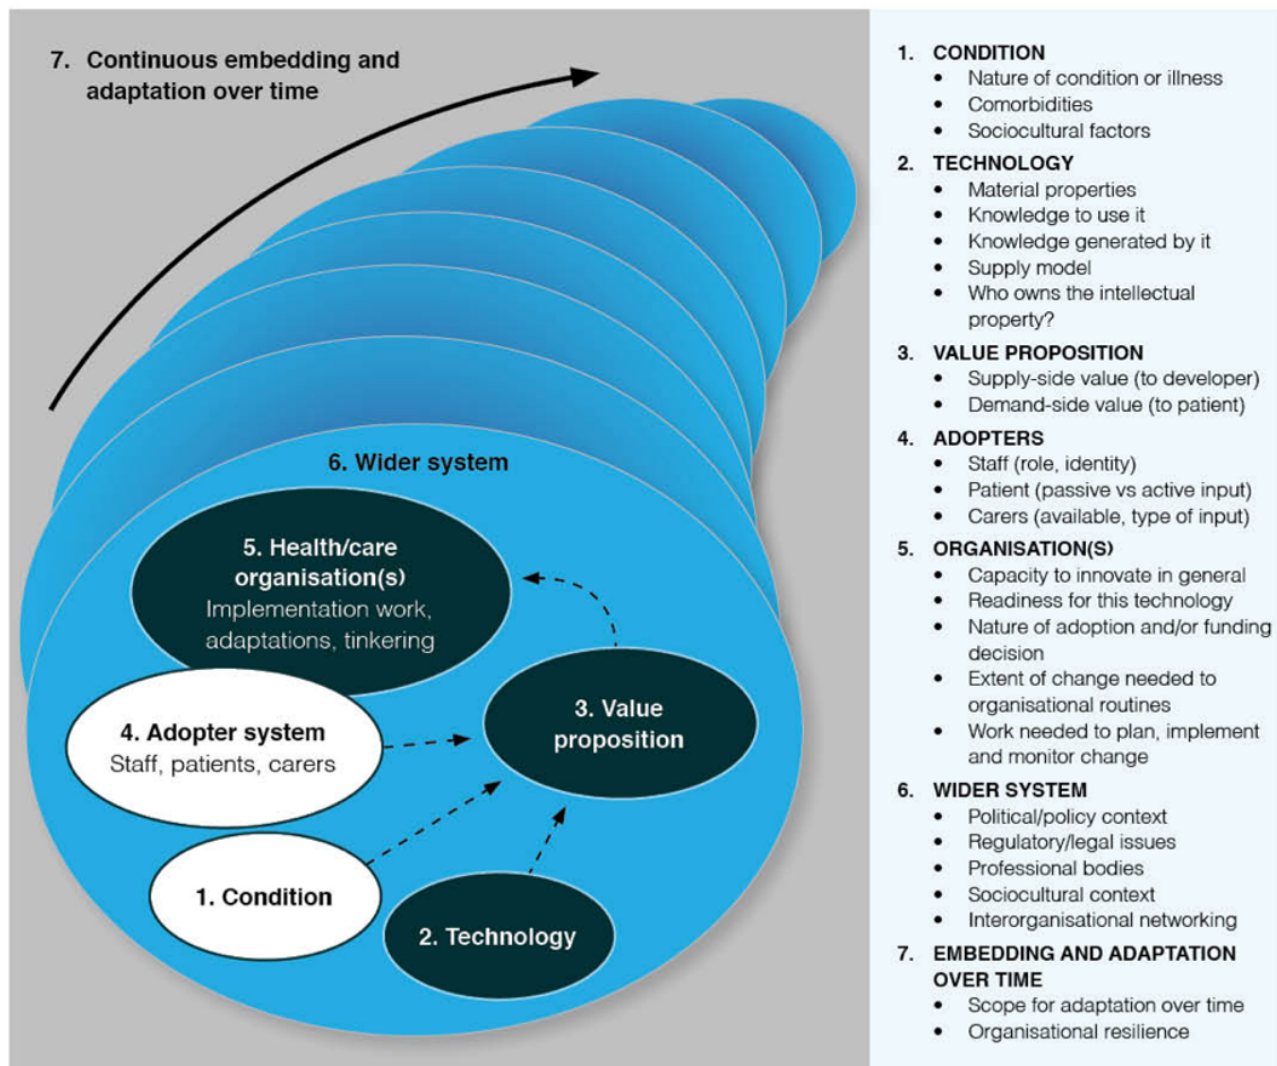 7. Continuous embedding and
adaptation over time
6. Wider system
5. Health/care
organisation(s)
Implementation work,
adaptations, tinkering
4. Adopter system
Staff, patients, carers
3. Value
proposition
1. Condition
2. Technology
1. CONDITION
• Nature of condition or illness
• Comorbidities
• Sociocultural factors
2. TECHNOLOGY
• Material properties
• Knowledge to use it
• Knowledge generated by it
• Supply model
• Who owns the intellectual
property?
3. VALUE PROPOSITION
• Supply-side value (to developer)
• Demand-side value (to patient)
4. ADOPTERS
• Staff (role, identity)
• Patient (passive vs active input)
• Carers (available, type of input)
5. ORGANISATION(S)
• Capacity to innovate in general
• Readiness for this technology
• Nature of adoption and/or funding
decision
• Extent of change needed to
organisational routines
• Work needed to plan, implement
and monitor change
6. WIDER SYSTEM
• Political/policy context
• Regulatory/legal issues
• Professional bodies
• Sociocultural context
• Interorganisational networking
7. EMBEDDING AND ADAPTATION
OVER TIME
• Scope for adaptation over time
• Organisational resilience